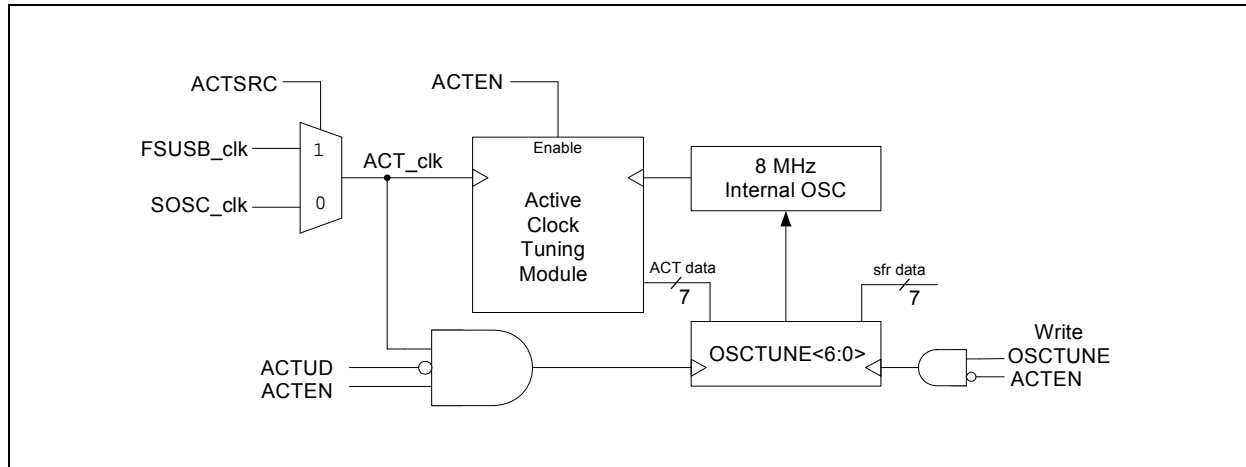 ACTSRC
ACTEN
FSUSB_clk
1
ACT_clk
Enable
8 MHz
Internal OSC
SOSC_clk
0
Active
Clock
Tuning
Module
ACT data
7
sfr data
7
OSCTUNE<6:0>
Write
OSCTUNE
ACTEN
ACTUD
ACTEN